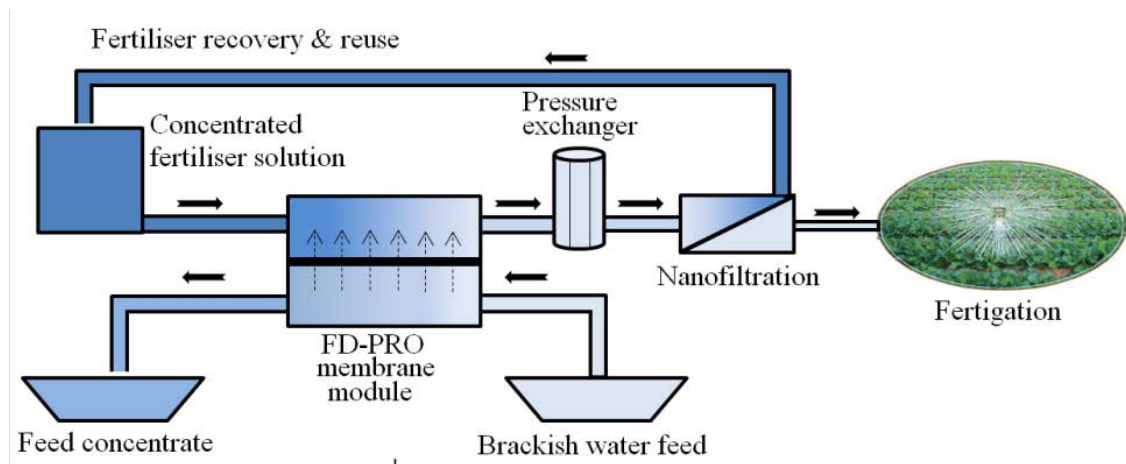 Fertiliser recovery & reuse
Pressure
exchanger
Concentrated
fertiliser solution
Nanofiltration
Fertigation
FD-PRO
membrane
module
Feed concentrate
Brackish water feed